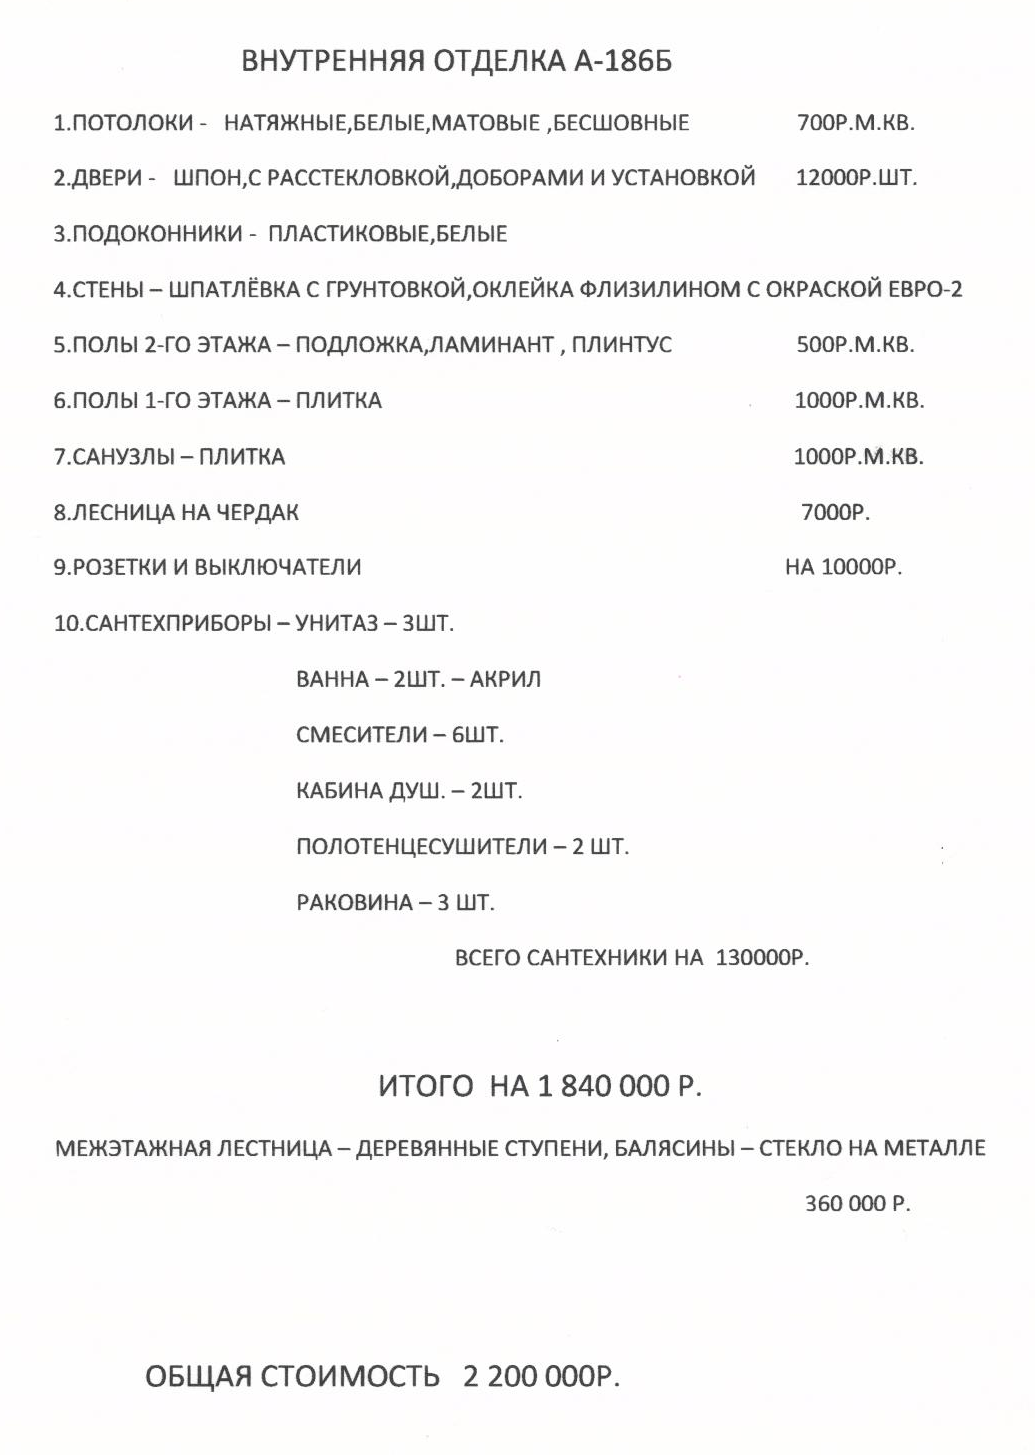 ВНУТРЕННЯЯ ОТДЕЛКА А-186Б
1.ПОТОЛОКИ - НАТЯЖНЫЕ,БЕЛЫЕ,МАТОВЫЕ ,БЕСШОВНЫЕ 700Р.М.КВ.
2.ДВЕРИ - ШПОН,С РАССТЕКЛОВКОЙ,ДОБОРАМИ И УСТАНОВКОЙ 12000Р.ШТ.
3.ПОДОКОННИКИ - ПЛАСТИКОВЫЕ,БЕЛЫЕ
4.СТЕНЫ – ШПАТЛЁВКА С ГРУНТОВКОЙ,ОКЛЕЙКА ФЛИЗИЛИНОМ С ОКРАСКОЙ ЕВРО-2
5.ПОЛЫ 2-ГО ЭТАЖА – ПОДЛОЖКА,ЛАМИНАНТ , ПЛИНТУС 500Р.М.КВ.
6.ПОЛЫ 1-ГО ЭТАЖА – ПЛИТКА 1000Р.М.КВ.
7.САНУЗЛЫ – ПЛИТКА 1000Р.М.КВ.
8.ЛЕСНИЦА НА ЧЕРДАК 7000Р.
9.РОЗЕТКИ И ВЫКЛЮЧАТЕЛИ НА 10000Р.
10.САНТЕХПРИБОРЫ – УНИТАЗ – 3ШТ.
ВАННА – 2ШТ. – АКРИЛ
СМЕСИТЕЛИ – 6ШТ.
КАБИНА ДУШ. – 2ШТ.
ПОЛОТЕНЦЕСУШИТЕЛИ – 2 ШТ.
РАКОВИНА – 3 ШТ.
ВСЕГО САНТЕХНИКИ НА 130000Р.
ИТОГО НА 1 840 000 Р.
МЕЖЭТАЖНАЯ ЛЕСТНИЦА – ДЕРЕВЯННЫЕ СТУПЕНИ, БАЛЯСИНЫ – СТЕКЛО НА МЕТАЛЛЕ
360 000 Р.
ОБЩАЯ СТОИМОСТЬ 2 200 000Р.